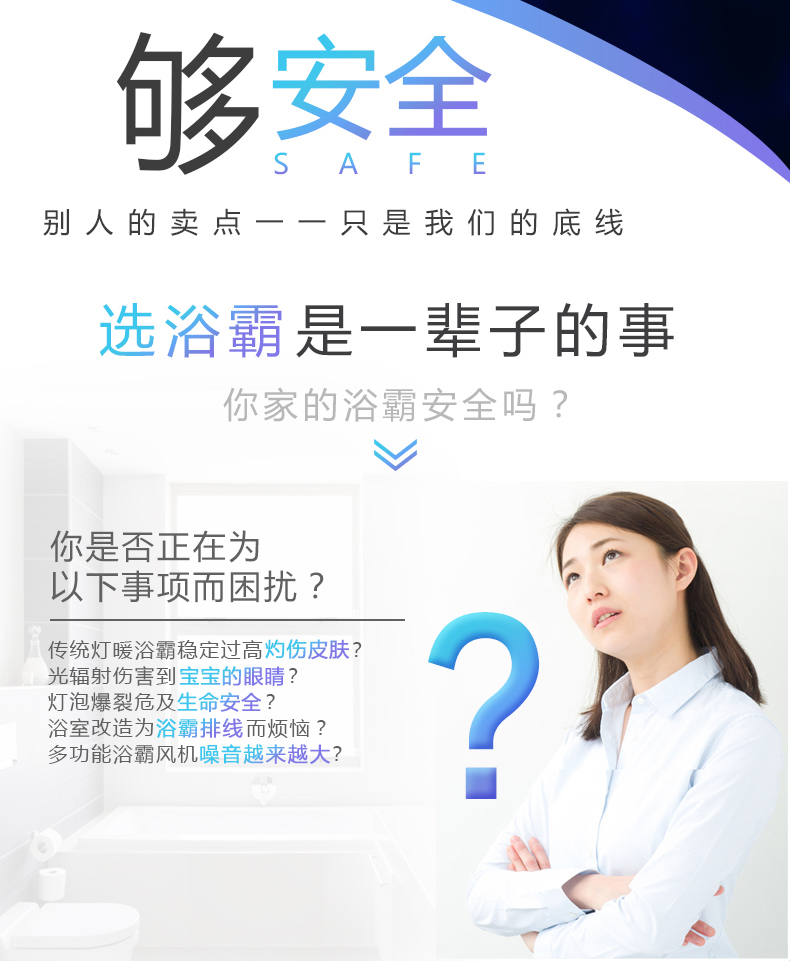 够安全
SAFE
别人的卖点一一只是我们的底线
选浴霸是一辈子的事
你家的浴霸安全吗？
你是否正在为
以下事项而困扰？
传统灯暖浴霸稳定过高灼伤皮肤？
光辐射伤害到宝宝的眼睛？
灯泡爆裂危及生命安全？
浴室改造为浴霸排线而烦恼？
多功能浴霸风机噪音越来越大？
？